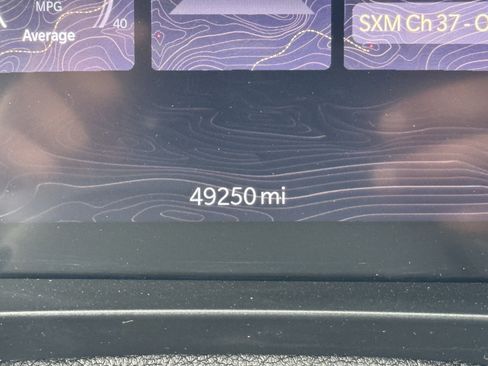 MPG
40
Average
SXM Ch 37 - O
49250 mi